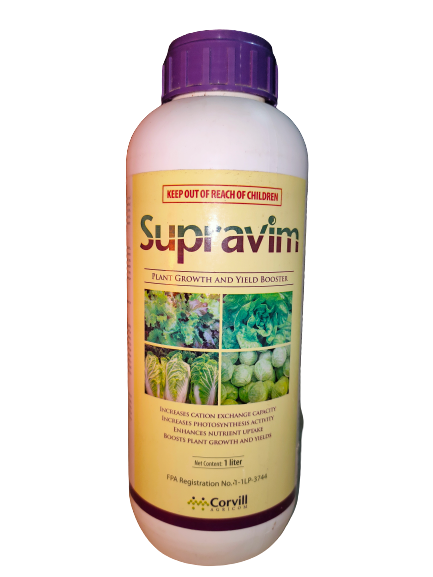 KEEP OUT OF REACH OF CHILDREN
Supravim
PLANT GROWTH AND YIELD BOOSTER
INCREASES CATION EXCHANGE CAPACITY
INCREASES PHOTOSYNTHESIS ACTIVITY
ENHANCES NUTRIENT UPTAKE
BOOSTS PLANT GROWTH AND YIELDS
Net Content: 1 liter
FPA Registration No.:1-1LP-3744
Corvill
AGRICOM